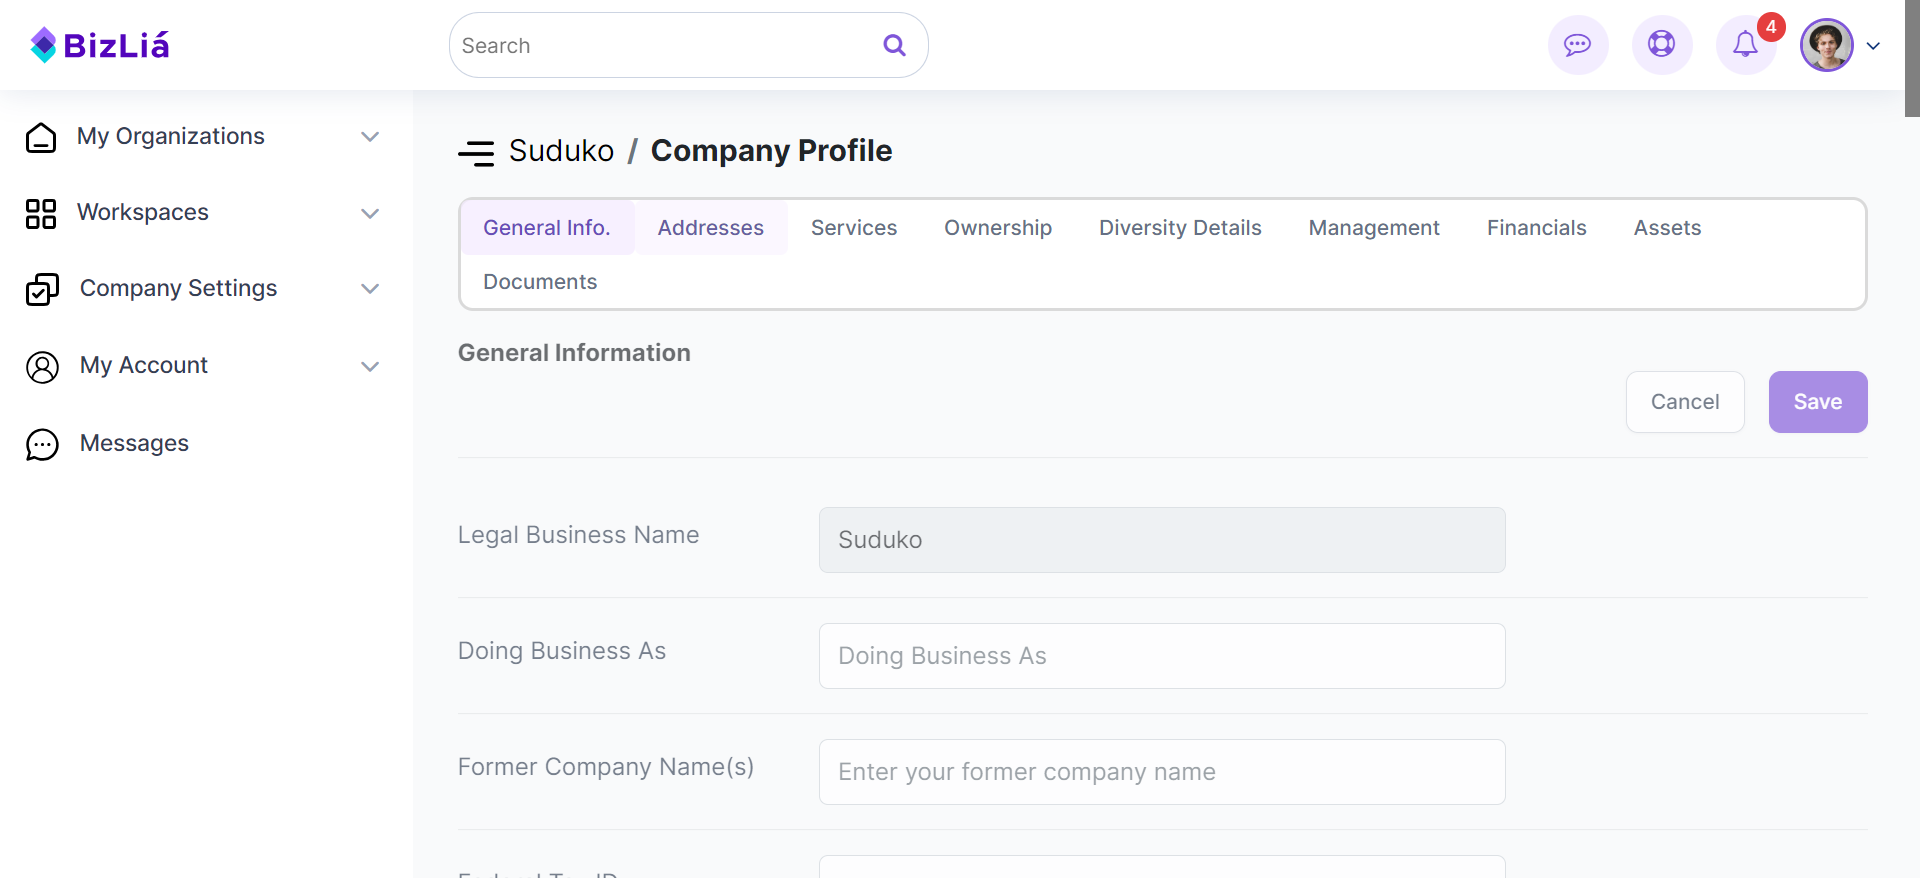 BizLiá
Search
4
My Organizations
Workspaces
Company Settings
My Account
Messages
Suduko / Company Profile
General Info. Addresses Services Ownership Diversity Details Management Financials Assets
Documents
General Information
Cancel Save
Legal Business Name Suduko
Doing Business As Doing Business As
Former Company Name(s) Enter your former company name